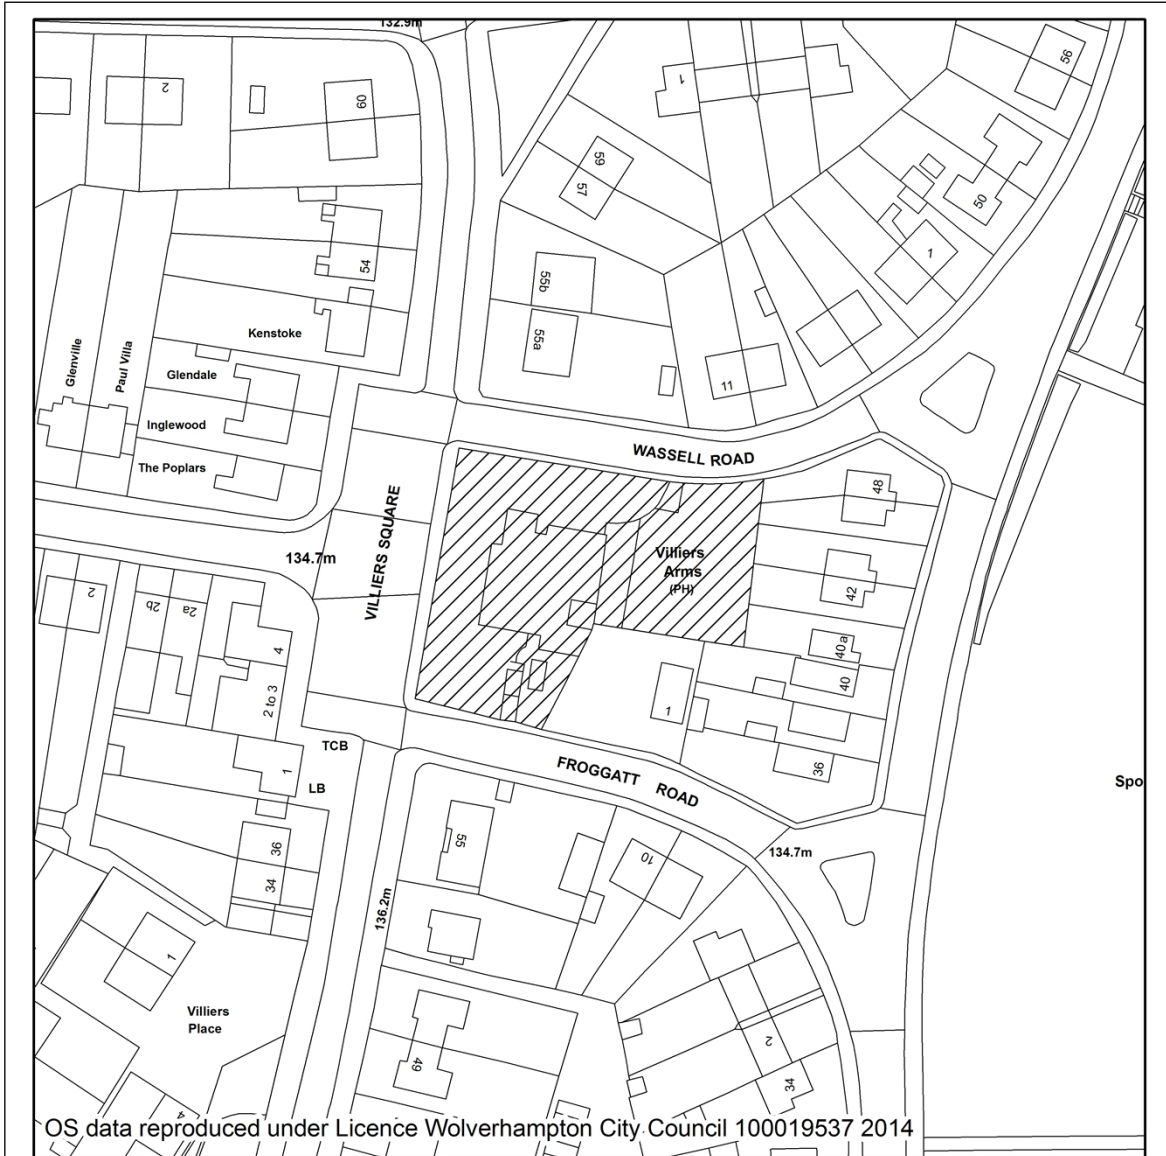 132.9m
56
2
60
1
59
57
50
1
54
55b
Kenstoke
55a
Glenville
Paul Villa
Glendale
11
Inglewood
WASSELL ROAD
The Poplars
48
VILLIERS SQUARE
134.7m
Villiers
Arms
(PH)
42
2
2b
2a
4
40a
40
2 to 3
1
TCB
1
36
FROGGATT ROAD
LB
Spo
36
55
10
134.7m
34
136.2m
1
Villiers
Place
49
2
34
4
OS data reproduced under Licence Wolverhampton City Council 100019537 2014